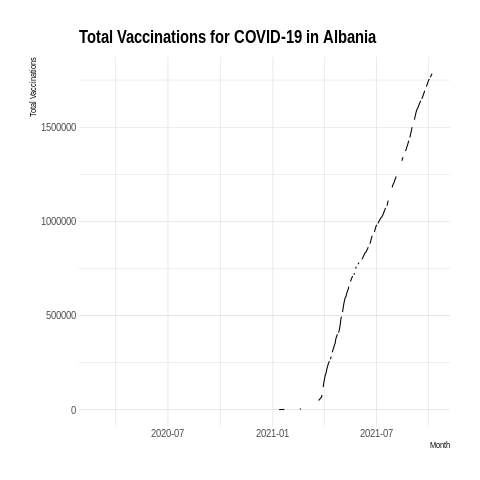 Total Vaccinations for COVID-19 in Albania
Total Vaccinations
1500000
1000000
500000
0
2020-07 2021-01 2021-07
Month